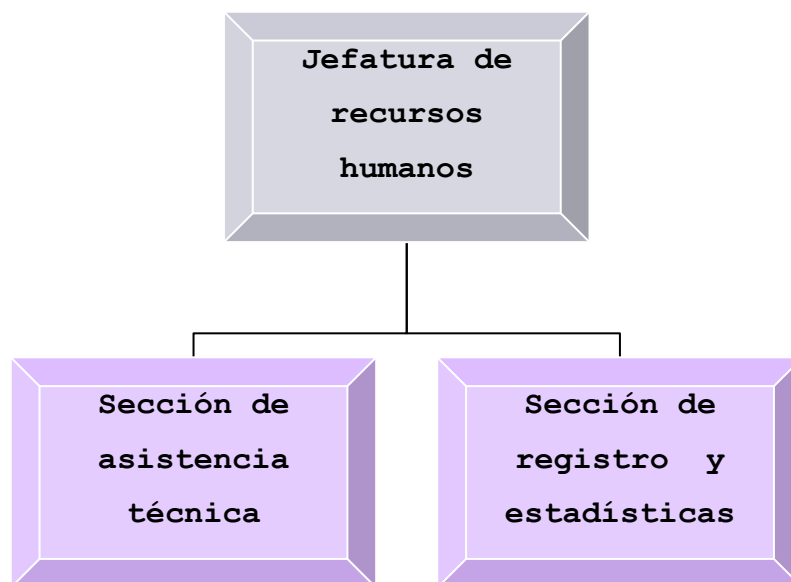 Jefatura de
recursos
humanos
Sección de
asistencia
técnica
Sección de
registro y
estadísticas